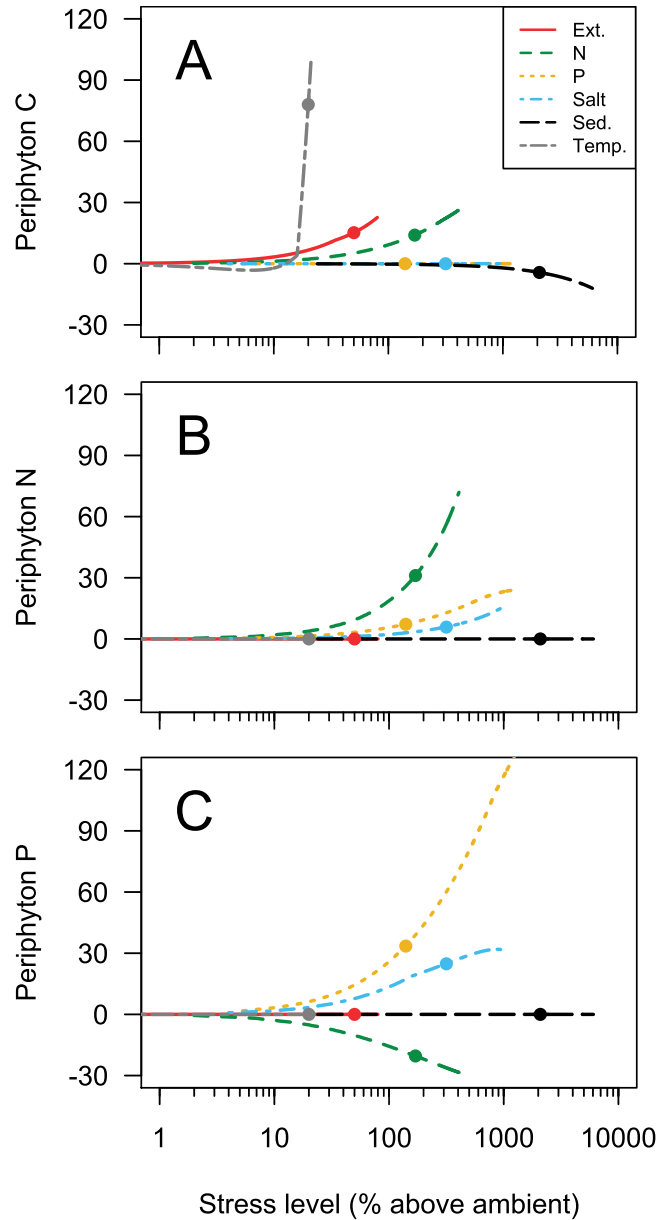 120
90
60
30
0
-30
Periphyton C
A
Ext.
N
P
Salt
Sed.
Temp.
120
90
60
30
0
-30
Periphyton N
B
120
90
60
30
0
-30
Periphyton P
C
1 10 100 1000 10000
Stress level (% above ambient)